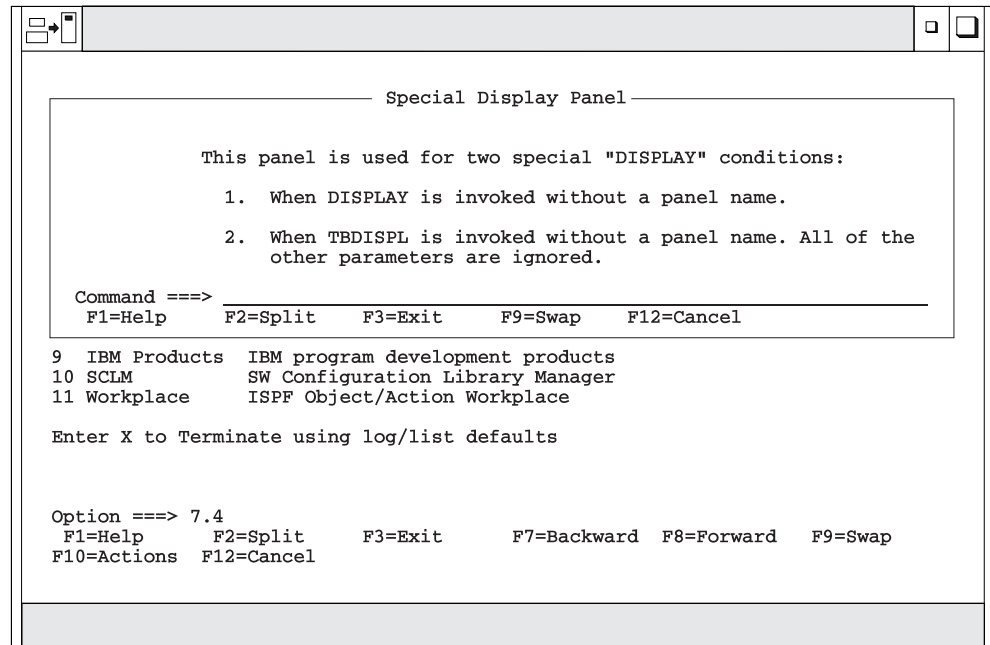 Special Display Panel
This panel is used for two special "DISPLAY" conditions:
1. When DISPLAY is invoked without a panel name.
2. When TBDISPL is invoked without a panel name. All of the
other parameters are ignored.
Command ===>
F1=Help F2=Split F3=Exit F9=Swap F12=Cancel
9 IBM Products IBM program development products
10 SCLM SW Configuration Library Manager
11 Workplace ISPF Object/Action Workplace
Enter X to Terminate using log/list defaults
Option ===> 7.4
F1=Help F2=Split F3=Exit F7=Backward F8=Forward F9=Swap
F10=Actions F12=Cancel